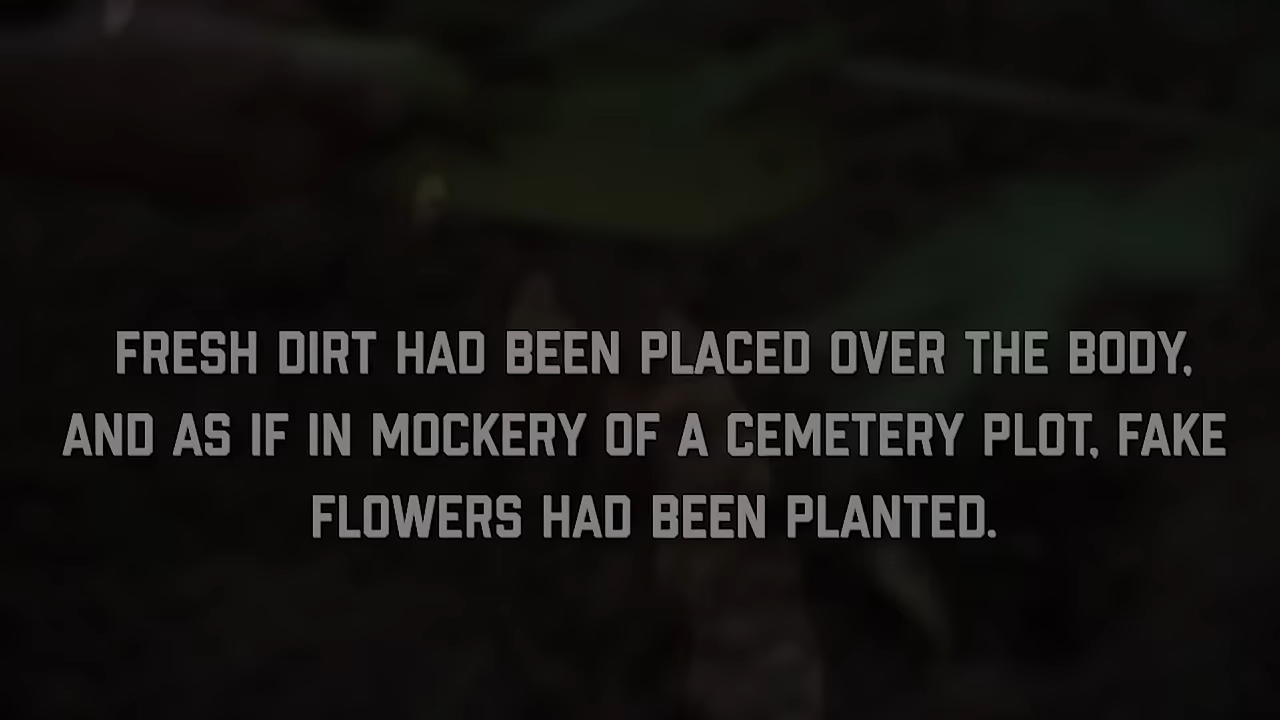 FRESH DIRT HAD BEEN PLACED OVER THE BODY,
AND AS IF IN MOCKERY OF A CEMETERY PLOT, FAKE
FLOWERS HAD BEEN PLANTED.